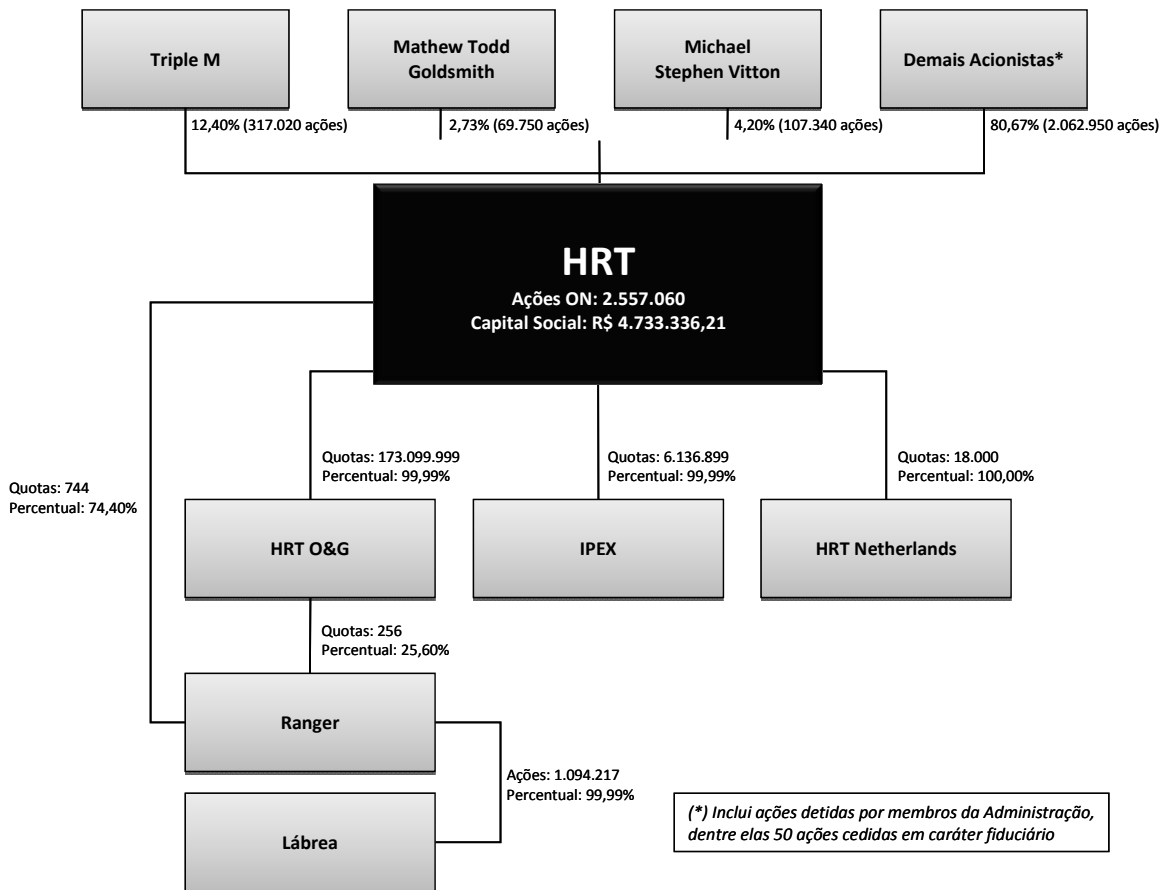 Triple M
Mathew Todd
Goldsmith
Michael
Stephen Vitton
Demais Acionistas*
12,40% (317.020 ações)
2,73% (69.750 ações)
4,20% (107.340 ações)
80,67% (2.062.950 ações)
HRT
Ações ON: 2.557.060
Capital Social: R$ 4.733.336,21
Quotas: 744
Percentual: 74,40%
Quotas: 173.099.999
Percentual: 99,99%
Quotas: 6.136.899
Percentual: 99,99%
Quotas: 18.000
Percentual: 100,00%
HRT O&G
IPEX
HRT Netherlands
Quotas: 256
Percentual: 25,60%
Ranger
Ações: 1.094.217
Percentual: 99,99%
Lábrea
(*) Inclui ações detidas por membros da Administração,
dentre elas 50 ações cedidas em caráter fiduciário